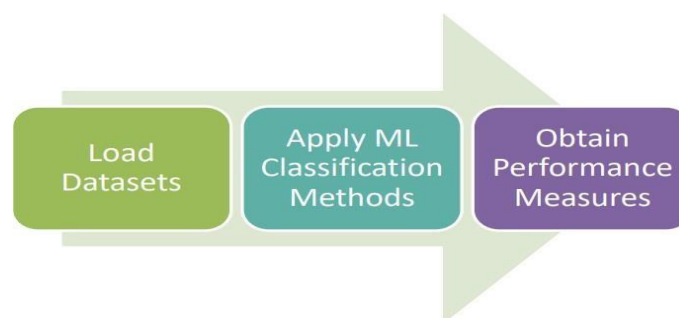 Load
Datasets
Apply ML
Classification
Methods
Obtain
Performance
Measures